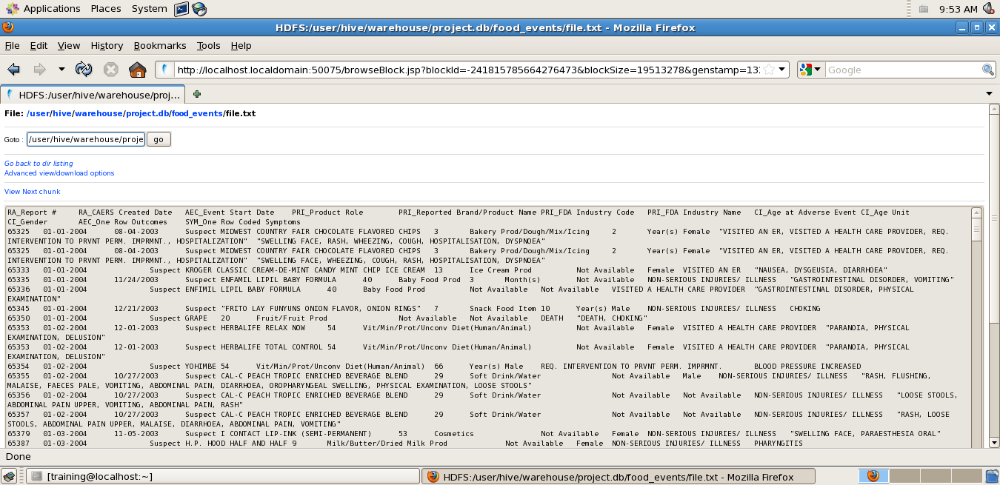 Applications Places System 9:53 AM
HDFS:/user/hive/warehouse/project.db/food_events/file.txt - Mozilla Firefox
File Edit View History Bookmarks Tools Help
http://localhost.localdomain:50075/browseBlock.jsp?blockId=-241815785664276473&blockSize=19513278&genstamp=13 Google
HDFS:/user/hive/warehouse/proj...
File: /user/hive/warehouse/project.db/food_events/file.txt
Goto : /user/hive/warehouse/proje go
Go back to dir listing
Advanced view/download options
View Next chunk
RA_Report # RA_CAERS Created Date AEC_Event Start Date PRI_Product Role PRI_Reported Brand/Product Name PRI_FDA Industry Code PRI_FDA Industry Name CI_Age at Adverse Event CI_Age Unit
CI_Gender AEC_One Row Outcomes SYM_One Row Coded Symptoms
65325 01-01-2004 08-04-2003 Suspect MIDWEST COUNTRY FAIR CHOCOLATE FLAVORED CHIPS 3 Bakery Prod/Dough/Mix/Icing 2 Year(s) Female "VISITED AN ER, VISITED A HEALTH CARE PROVIDER, REQ.
INTERVENTION TO PRVNT PERM. IMPRMNT., HOSPITALIZATION" "SWELLING FACE, RASH, WHEEZING, COUGH, HOSPITALISATION, DYSPNOEA"
65325 01-01-2004 08-04-2003 Suspect MIDWEST COUNTRY FAIR CHOCOLATE FLAVORED CHIPS 3 Bakery Prod/Dough/Mix/Icing 2 Year(s) Female "VISITED AN ER, VISITED A HEALTH CARE PROVIDER, REQ.
INTERVENTION TO PRVNT PERM. IMPRMNT., HOSPITALIZATION" "SWELLING FACE, WHEEZING, COUGH, RASH, HOSPITALISATION, DYSPNOEA"
65333 01-01-2004 Suspect KROGER CLASSIC CREAM-DE-MINT CANDY MINT CHIP ICE CREAM 13 Ice Cream Prod Not Available Female VISITED AN ER "NAUSEA, DYSGEUSIA, DIARRHOEA"
65335 01-01-2004 11/24/2003 Suspect ENFAMIL LIPIL BABY FORMULA 40 Baby Food Prod 3 Month(s) Not Available NON-SERIOUS INJURIES/ ILLNESS "GASTROINTESTINAL DISORDER, VOMITING"
65336 01-01-2004 Suspect ENFIMIL LIPIL BABY FORMULA 40 Baby Food Prod Not Available Not Available VISITED A HEALTH CARE PROVIDER "GASTROINTESTINAL DISORDER, PHYSICAL
EXAMINATION"
65345 01-01-2004 12/21/2003 Suspect "FRITO LAY FUNYUNS ONION FLAVOR, ONION RINGS" 7 Snack Food Item 10 Year(s) Male NON-SERIOUS INJURIES/ ILLNESS CHOKING
65350 01-01-2004 Suspect GRAPE 20 Fruit/Fruit Prod Not Available Not Available DEATH "DEATH, CHOKING"
65353 01-02-2004 12-01-2003 Suspect HERBALIFE RELAX NOW 54 Vit/Min/Prot/Unconv Diet(Human/Animal) Not Available Female VISITED A HEALTH CARE PROVIDER "PARANOIA, PHYSICAL
EXAMINATION, DELUSION"
65353 01-02-2004 12-01-2003 Suspect HERBALIFE TOTAL CONTROL 54 Vit/Min/Prot/Unconv Diet(Human/Animal) Not Available Female VISITED A HEALTH CARE PROVIDER "PARANOIA, PHYSICAL
EXAMINATION, DELUSION"
65354 01-02-2004 Suspect YOHIMBE 54 Vit/Min/Prot/Unconv Diet(Human/Animal) 66 Year(s) Male REQ. INTERVENTION TO PRVNT PERM. IMPRMNT. BLOOD PRESSURE INCREASED
65355 01-02-2004 10/27/2003 Suspect CAL-C PEACH TROPIC ENRICHED BEVERAGE BLEND 29 Soft Drink/Water Not Available Male NON-SERIOUS INJURIES/ ILLNESS "RASH, FLUSHING,
MALAISE, FAECES PALE, VOMITING, ABDOMINAL PAIN, DIARRHOEA, OROPHARYNGEAL SWELLING, PHYSICAL EXAMINATION, LOOSE STOOLS"
65356 01-02-2004 10/27/2003 Suspect CAL-C PEACH TROPIC ENRICHED BEVERAGE BLEND 29 Soft Drink/Water Not Available Not Available NON-SERIOUS INJURIES/ ILLNESS "LOOSE STOOLS,
ABDOMINAL PAIN UPPER, VOMITING, ABDOMINAL PAIN, RASH"
65357 01-02-2004 10/27/2003 Suspect CAL-C PEACH TROPIC ENRICHED BEVERAGE BLEND 29 Soft Drink/Water Not Available Not Available NON-SERIOUS INJURIES/ ILLNESS "RASH, LOOSE
STOOLS, ABDOMINAL PAIN UPPER, MALAISE, DIARRHOEA, ABDOMINAL PAIN, VOMITING"
65379 01-03-2004 11-05-2003 Suspect I CONTACT LIP-INK (SEMI-PERMANENT) 53 Cosmetics Not Available Female NON-SERIOUS INJURIES/ ILLNESS "SWELLING FACE, PARAESTHESIA ORAL"
65387 01-03-2004 Suspect H.P. HOOD HALF AND HALF 9 Milk/Butter/Dried Milk Prod Not Available Female NON-SERIOUS INJURIES/ ILLNESS PHARYNGITIS
Done
[training@localhost:~] HDFS:/user/hive/warehouse/project.db/food_events/file.txt - Mozilla Firefox